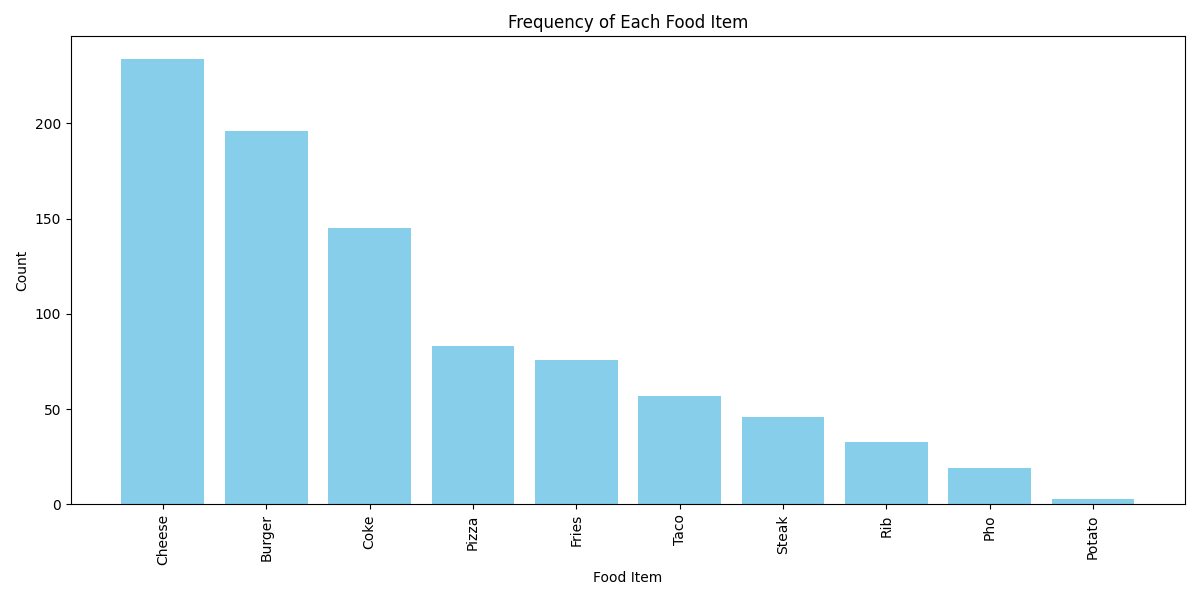 Frequency of Each Food Item
Count
200
150
100
50
0
Cheese
Burger
Coke
Pizza
Fries
Taco
Steak
Rib
Pho
Potato
Food Item